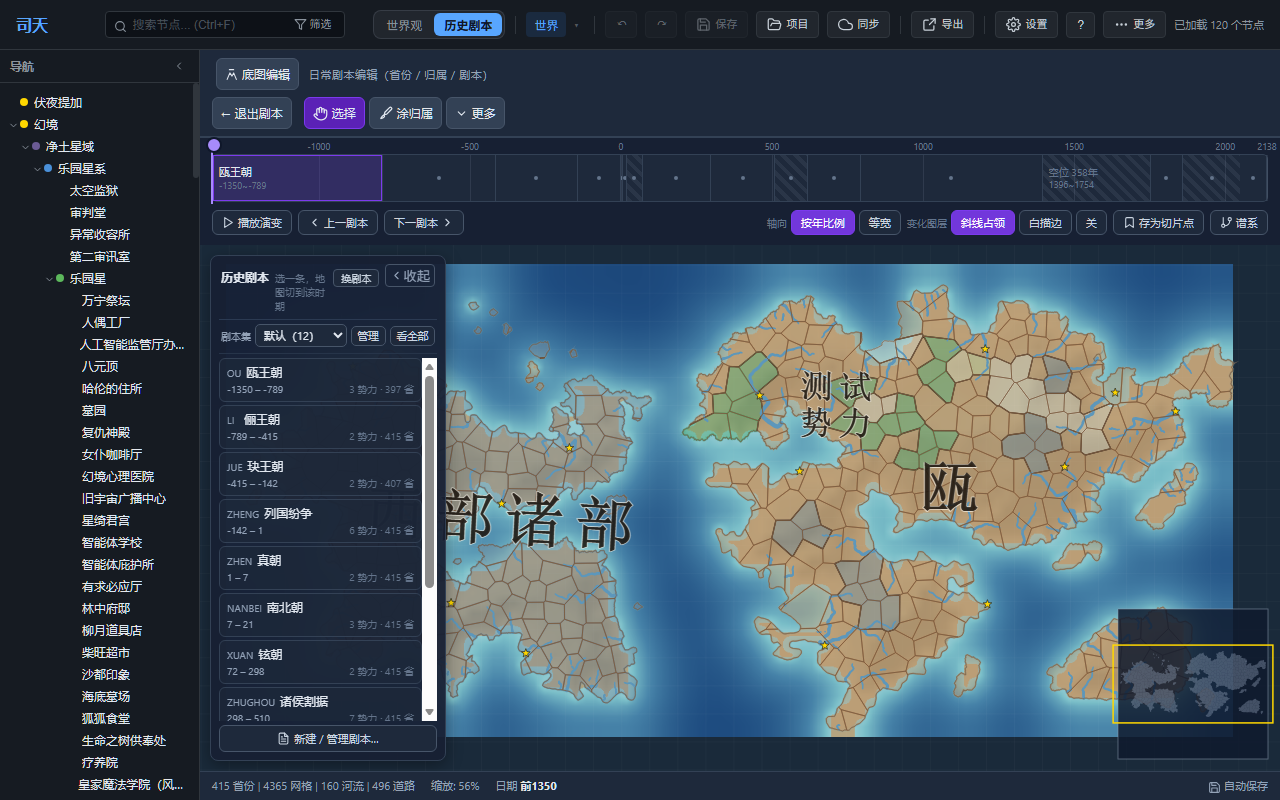 司天
搜索节点... (Ctrl+F)
筛选
世界观
历史剧本
世界
保存
项目
同步
导出
设置
?
更多
已加载 120 个节点
导航
伏夜提加
幻境
净土星域
乐园星系
太空监狱
审判堂
异常收容所
第二审讯室
乐园星
万宁祭坛
人偶工厂
人工智能监管厅办...
八元顶
哈伦的住所
墓园
复仇神殿
女仆咖啡厅
幻境心理医院
旧宇宙广播中心
星绮君宫
智能体学校
智能体庇护所
有求必应厅
林中府邸
柳月道具店
柴旺超市
沙都印象
海底墓场
狐狐食堂
生命之树供奉处
疗养院
皇家魔法学院（风...
底图编辑
日常剧本编辑（省份 / 归属 / 剧本）
← 退出剧本
选择
涂归属
更多
-1000
-500
0
500
1000
1500
2000
2138
瓯王朝
-1350~-789
空位 358年
1396~1754
播放演变
上一剧本
下一剧本
轴向
按年比例
等宽
变化图层
斜线占领
白描边
关
存为切片点
谱系
历史剧本
选一条，地图切到该时期
换剧本
收起
剧本集
默认（12）
管理
看全部
OU 瓯王朝
-1350 – -789
3 势力 · 397 省
LI 俪王朝
-789 – -415
2 势力 · 415 省
JUE 玦王朝
-415 – -142
2 势力 · 407 省
ZHENG 列国纷争
-142 – 1
6 势力 · 415 省
ZHEN 真朝
1 – 7
2 势力 · 415 省
NANBEI 南北朝
7 – 21
3 势力 · 415 省
XUAN 铉朝
72 – 298
2 势力 · 415 省
ZHUGHOU 诸侯割据
298 – 510
7 势力 · 415 省
新建 / 管理剧本...
测试
势力
瓯
部诸部
415 省份 | 4365 网格 | 160 河流 | 496 道路
缩放: 56%
日期 前1350
自动保存